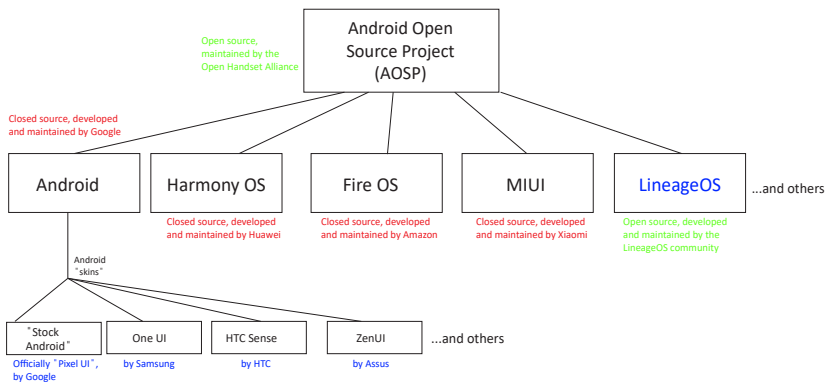 Android Open
Source Project
(AOSP)
Open source,
maintained by the
Open Handset Alliance
Closed source, developed
and maintained by Google
Android
Harmony OS
Fire OS
MIUI
LineageOS
...and others
Closed source, developed
and maintained by Huawei
Closed source, developed
and maintained by Amazon
Closed source, developed
and maintained by Xiaomi
Open source, developed
and maintained by the
LineageOS community
Android
"skins"
"Stock
Android"
One UI
HTC Sense
ZenUI
...and others
Officially "Pixel UI",
by Google
by Samsung
by HTC
by Assus